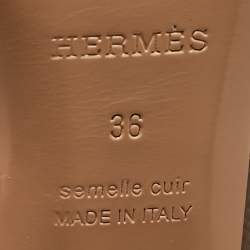 HERMÈS
36
semelle cuir
MADE IN ITALY